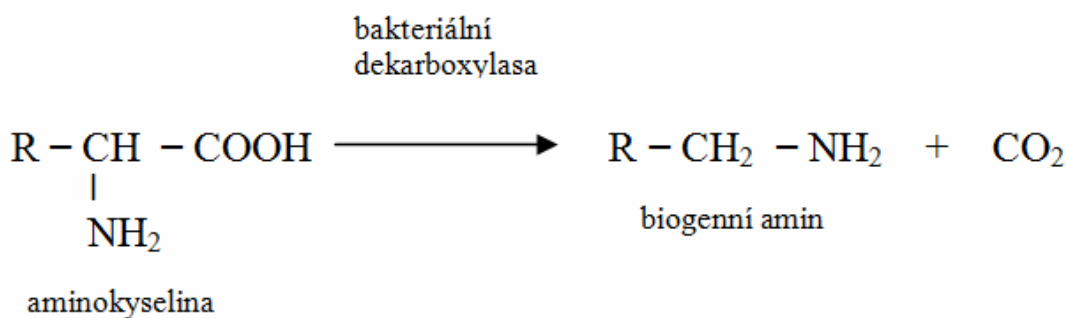 bakteriální
dekarboxylasa
R – CH – COOH ⟶ R – CH₂ – NH₂ + CO₂
NH₂
biogenní amin
aminokyselina